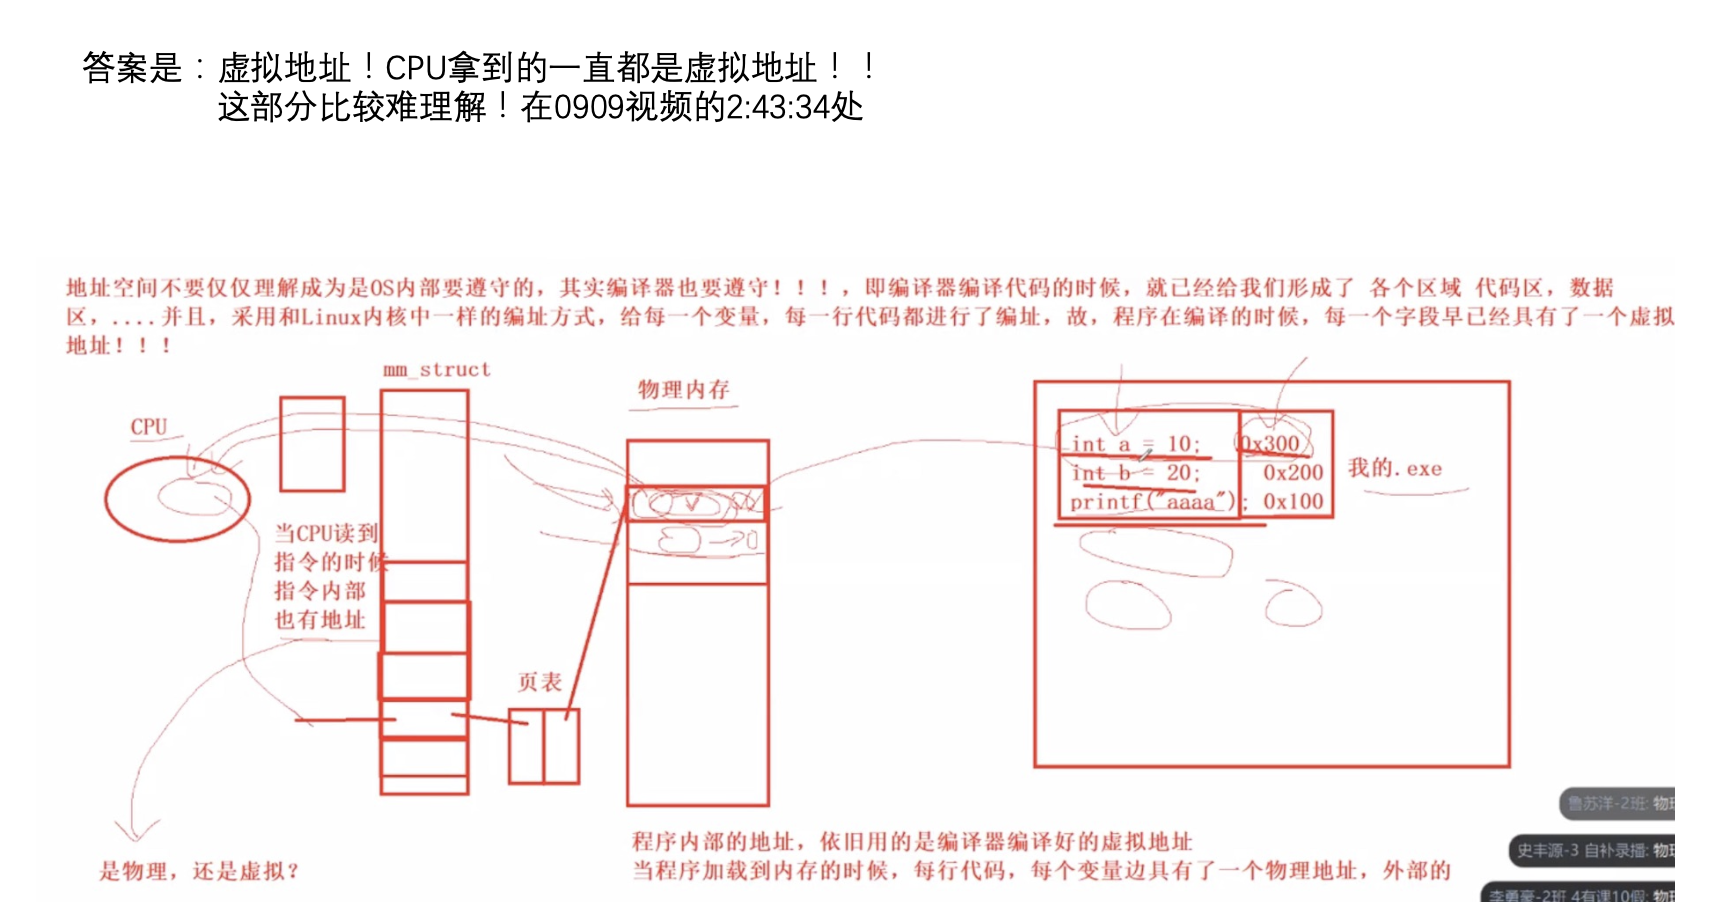 答案是：虚拟地址！CPU拿到的一直都是虚拟地址！！
这部分比较难理解！在0909视频的2:43:34处
地址空间不要仅仅理解成为是OS内部要遵守的，其实编译器也要遵守！！！，即编译器编译代码的时候，就已经给我们形成了 各个区域 代码区，数据
区，....并且，采用和Linux内核中一样的编址方式，给每一个变量，每一行代码都进行了编址，故，程序在编译的时候，每一个字段早已经具有了一个虚拟
地址！！！
mm_struct
物理内存
CPU
int a = 10; 0x300
int b = 20; 0x200
printf("aaaa"); 0x100
我的.exe
当CPU读到
指令的时候
指令内部
也有地址
页表
是物理，还是虚拟？
程序内部的地址，依旧用的是编译器编译好的虚拟地址
当程序加载到内存的时候，每行代码，每个变量边具有了一个物理地址，外部的
鲁苏洋-2班: 物理
史丰源-3 自补录播: 物理
李勇豪-2班 4有课10假: 物理